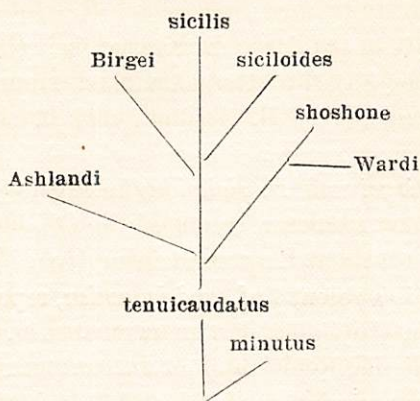 sicilis
Birgei
siciloides
shoshone
Wardi
Ashlandi
tenuicaudatus
minutus